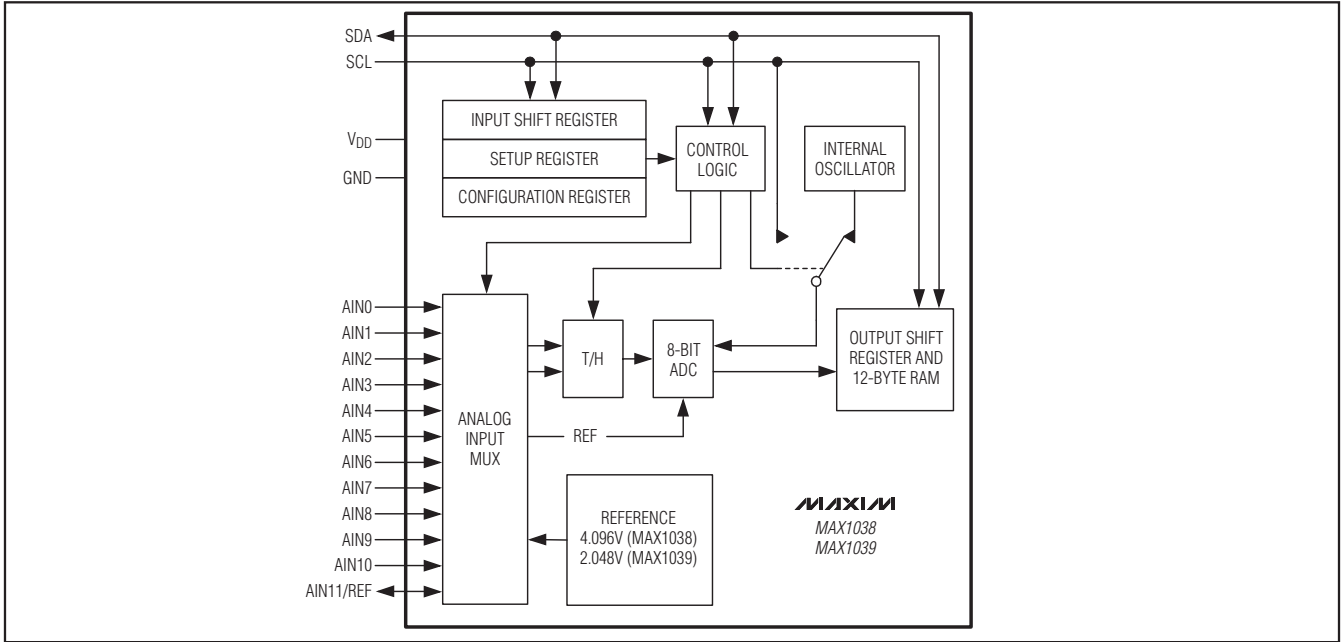 SDA
SCL
INPUT SHIFT REGISTER
SETUP REGISTER
CONFIGURATION REGISTER
CONTROL
LOGIC
INTERNAL
OSCILLATOR
VDD
GND
AIN0
AIN1
AIN2
AIN3
AIN4
AIN5
AIN6
AIN7
AIN8
AIN9
AIN10
AIN11/REF
ANALOG
INPUT
MUX
T/H
8-BIT
ADC
OUTPUT SHIFT
REGISTER AND
12-BYTE RAM
REF
REFERENCE
4.096V (MAX1038)
2.048V (MAX1039)
MAXIM
MAX1038
MAX1039